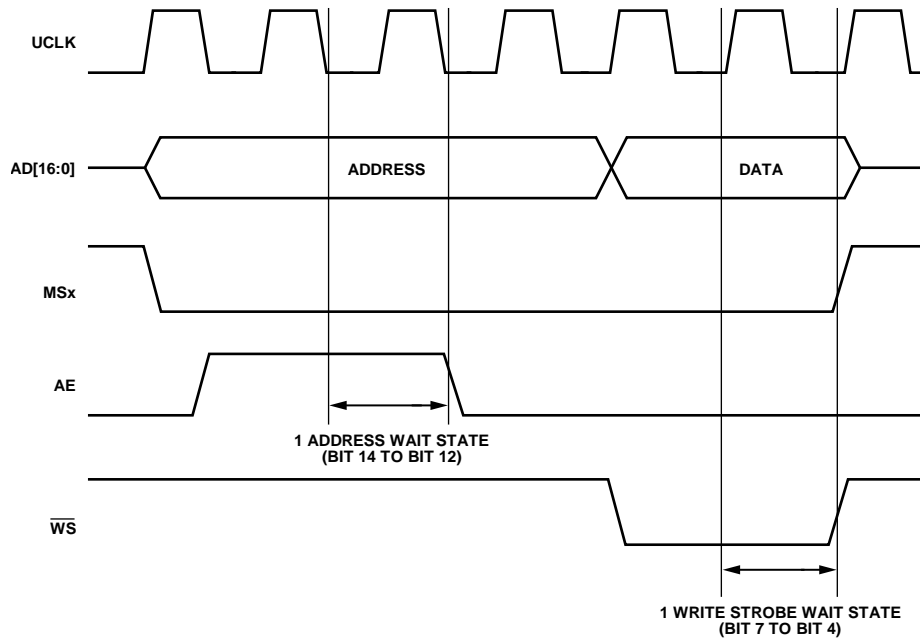 UCLK
AD[16:0]
ADDRESS
DATA
MSx
AE
1 ADDRESS WAIT STATE
(BIT 14 TO BIT 12)
WS
1 WRITE STROBE WAIT STATE
(BIT 7 TO BIT 4)